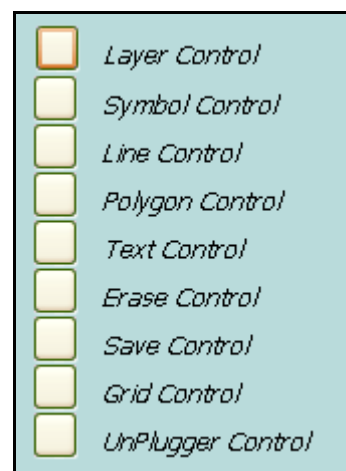 Layer Control
Symbol Control
Line Control
Polygon Control
Text Control
Erase Control
Save Control
Grid Control
UnPlugger Control